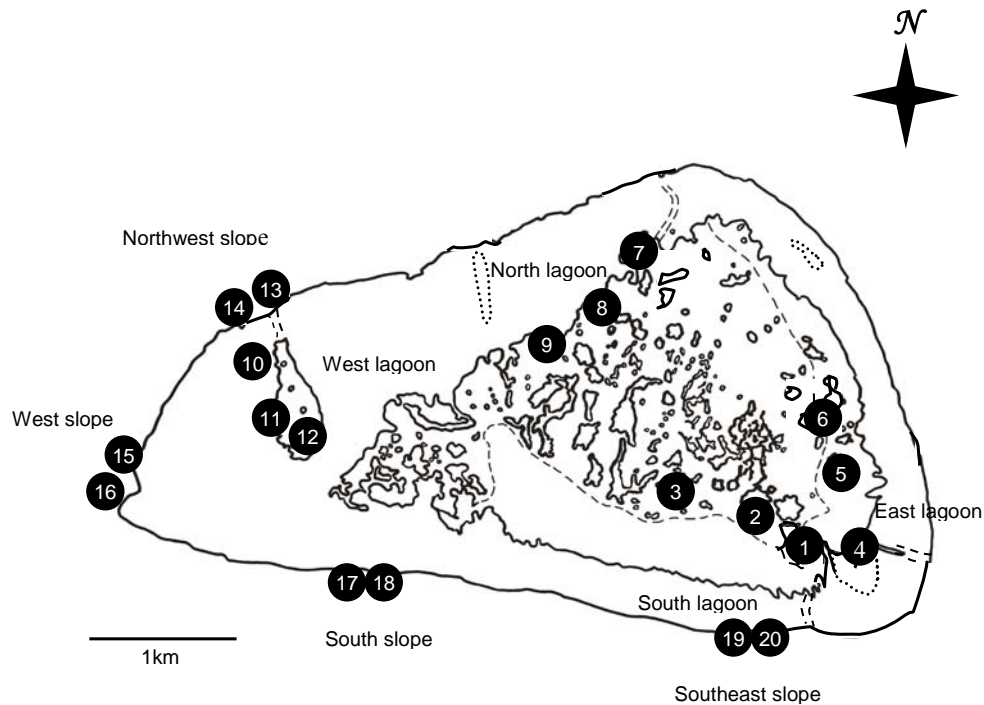 N
Northwest slope
13
14
7
North lagoon
8
9
10
West lagoon
11
12
6
West slope
15
16
5
3
2
East lagoon
1
4
17
18
South lagoon
19
20
South slope
1km
Southeast slope